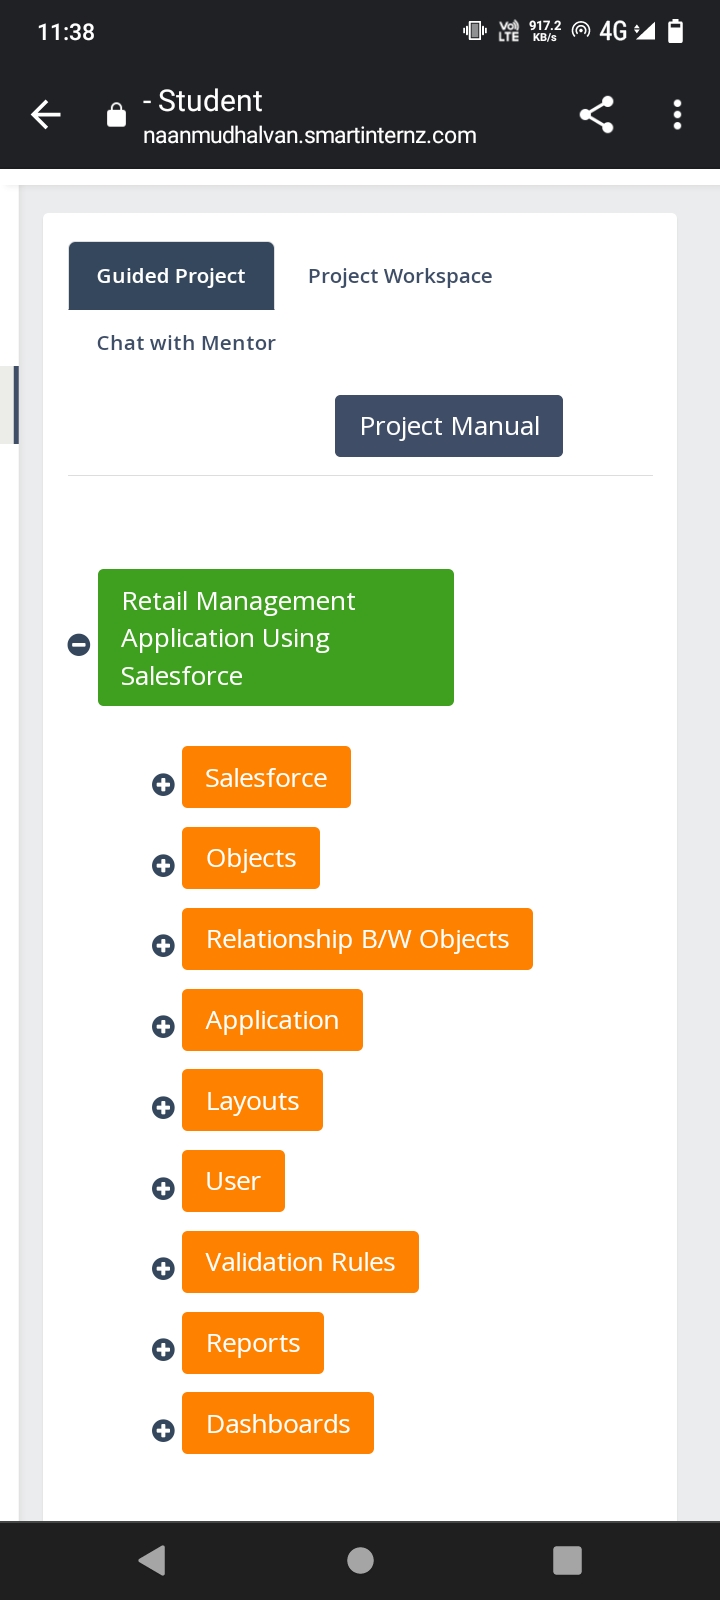 11:38
Vo) LTE
917.2 KB/s
4G
- Student
naanmudhalvan.smartinternz.com
Guided Project
Project Workspace
Chat with Mentor
Project Manual
Retail Management
Application Using
Salesforce
Salesforce
Objects
Relationship B/W Objects
Application
Layouts
User
Validation Rules
Reports
Dashboards